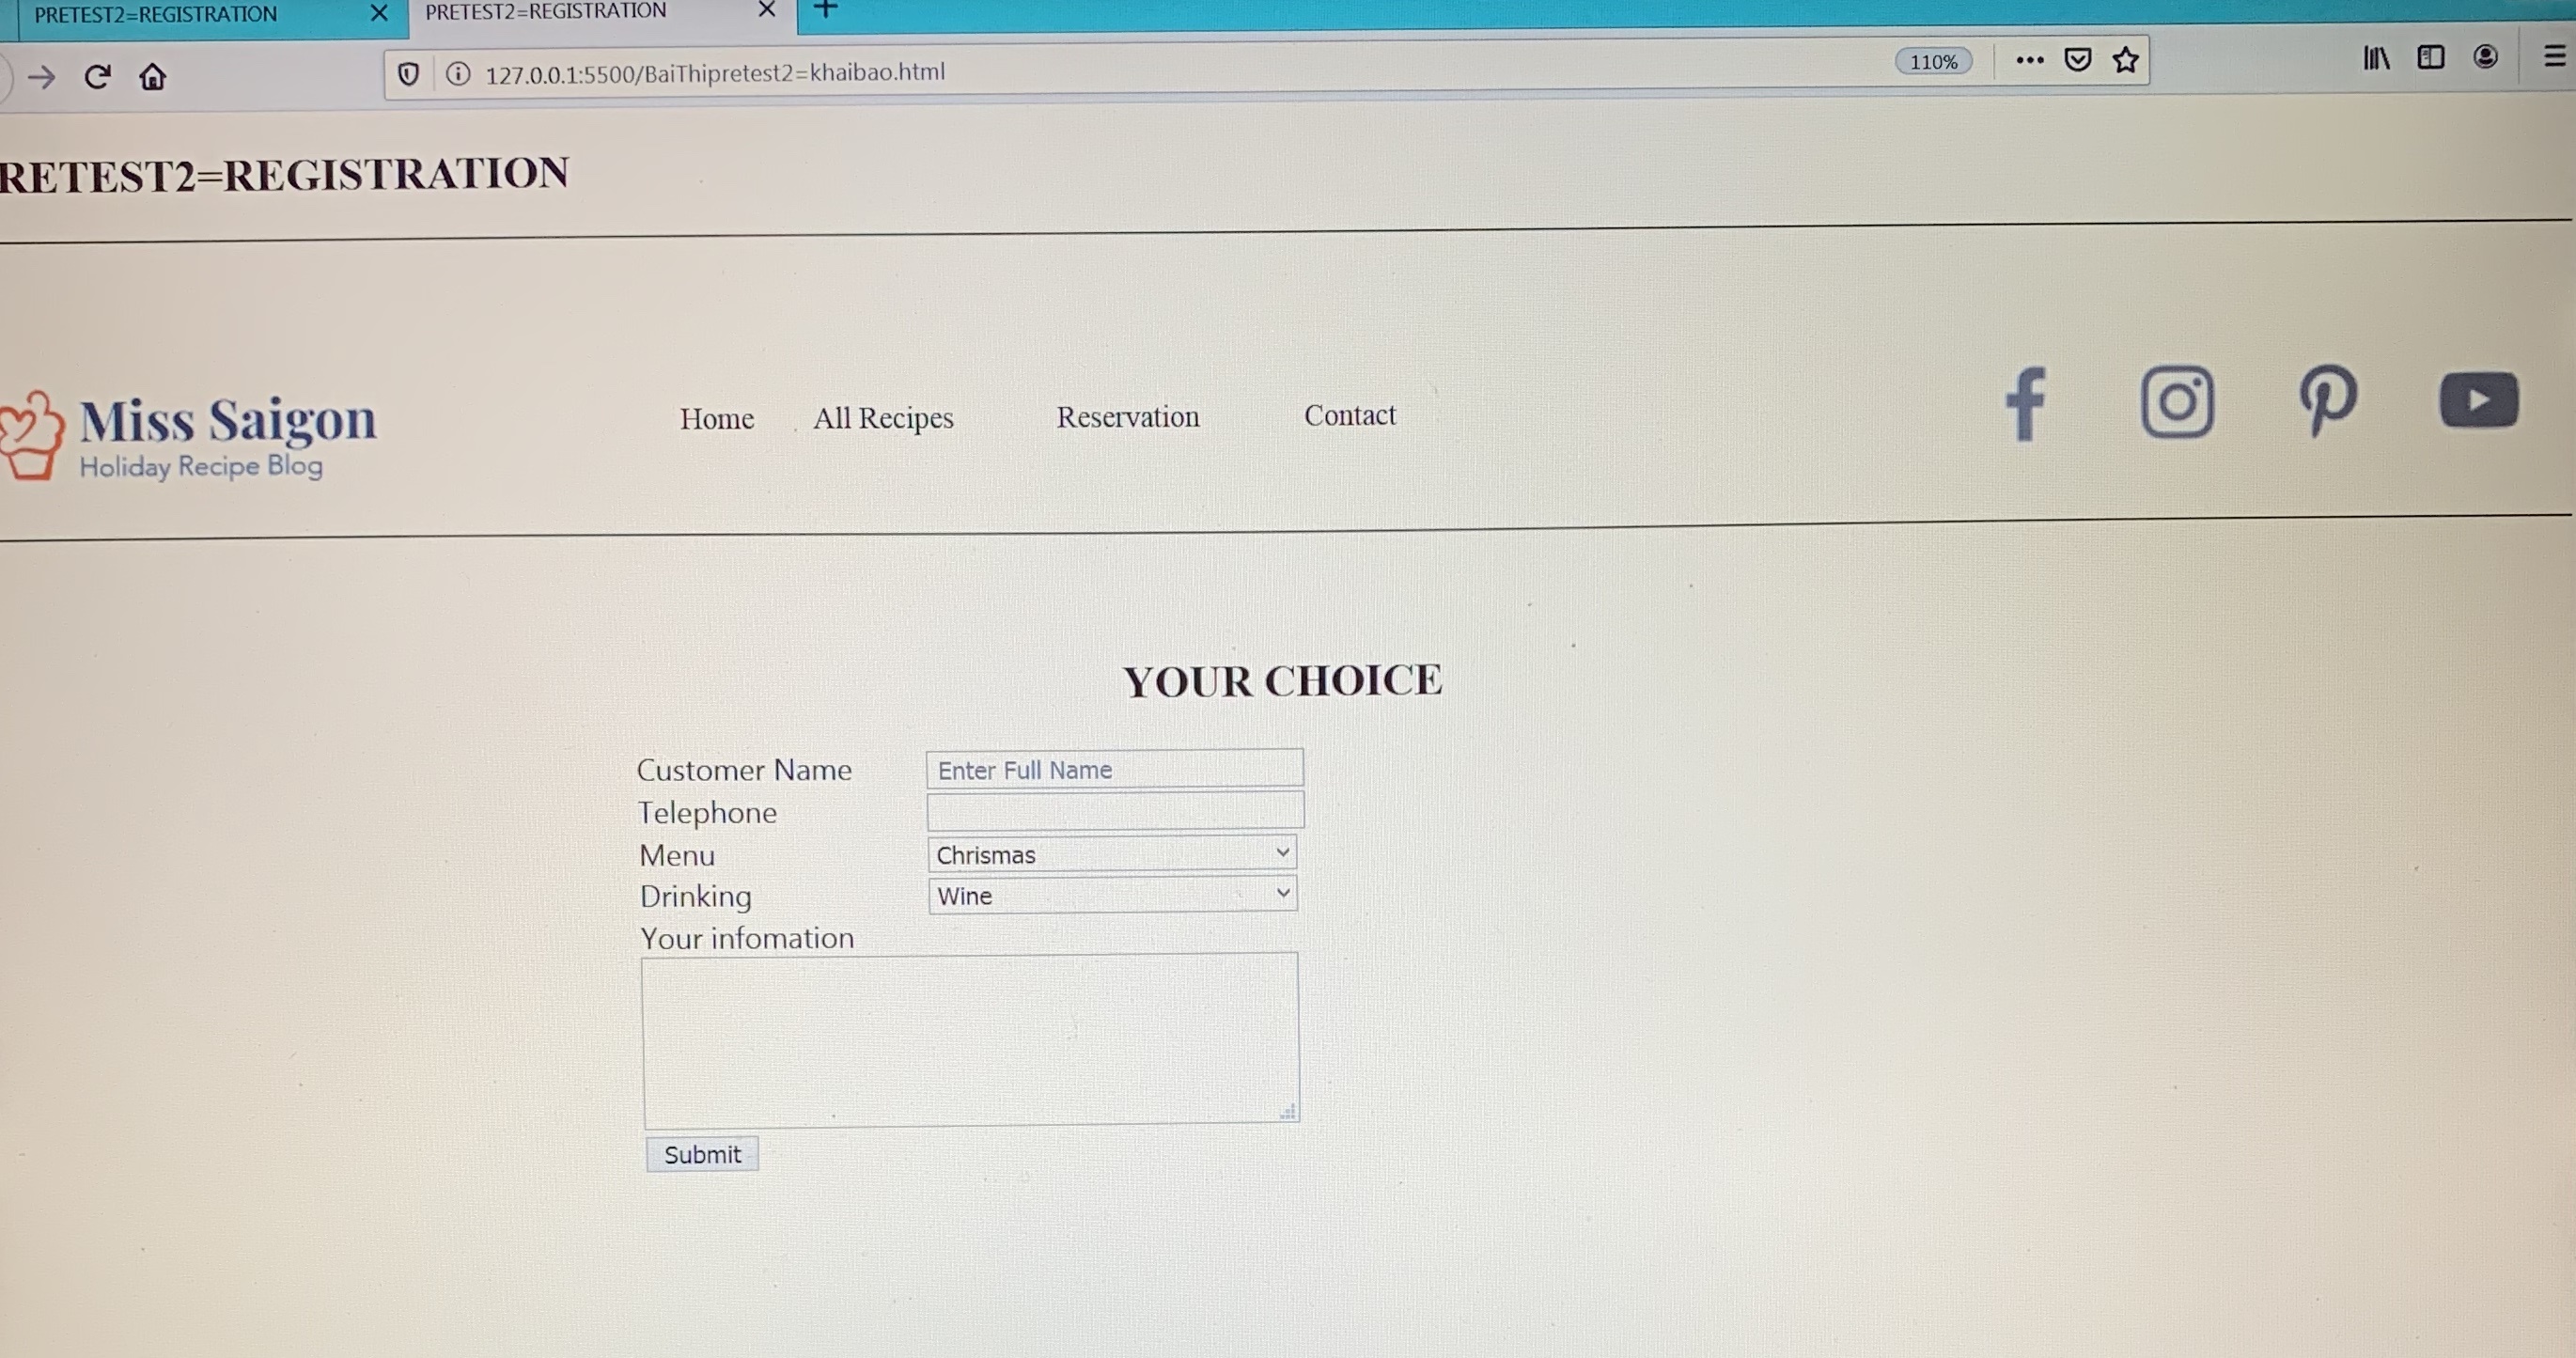 PRETEST2=REGISTRATION
PRETEST2=REGISTRATION
127.0.0.1:5500/BaiThipretest2=khaibao.html
110%
RETEST2=REGISTRATION
Miss Saigon
Holiday Recipe Blog
Home All Recipes Reservation Contact
YOUR CHOICE
Customer Name Enter Full Name
Telephone
Menu Chrismas
Drinking Wine
Your infomation
Submit